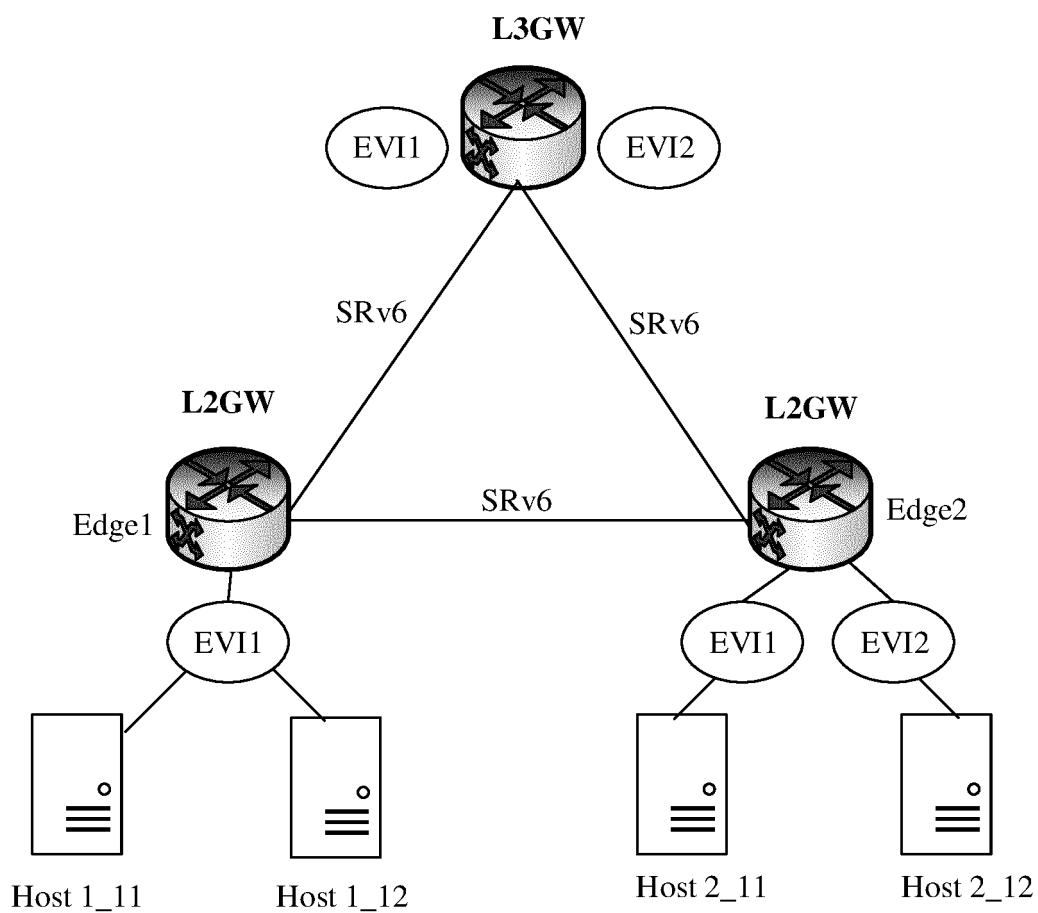 L3GW
EVI1
EVI2
SRv6
SRv6
L2GW
L2GW
SRv6
Edge1
Edge2
EVI1
EVI1
EVI2
Host 1_11
Host 1_12
Host 2_11
Host 2_12